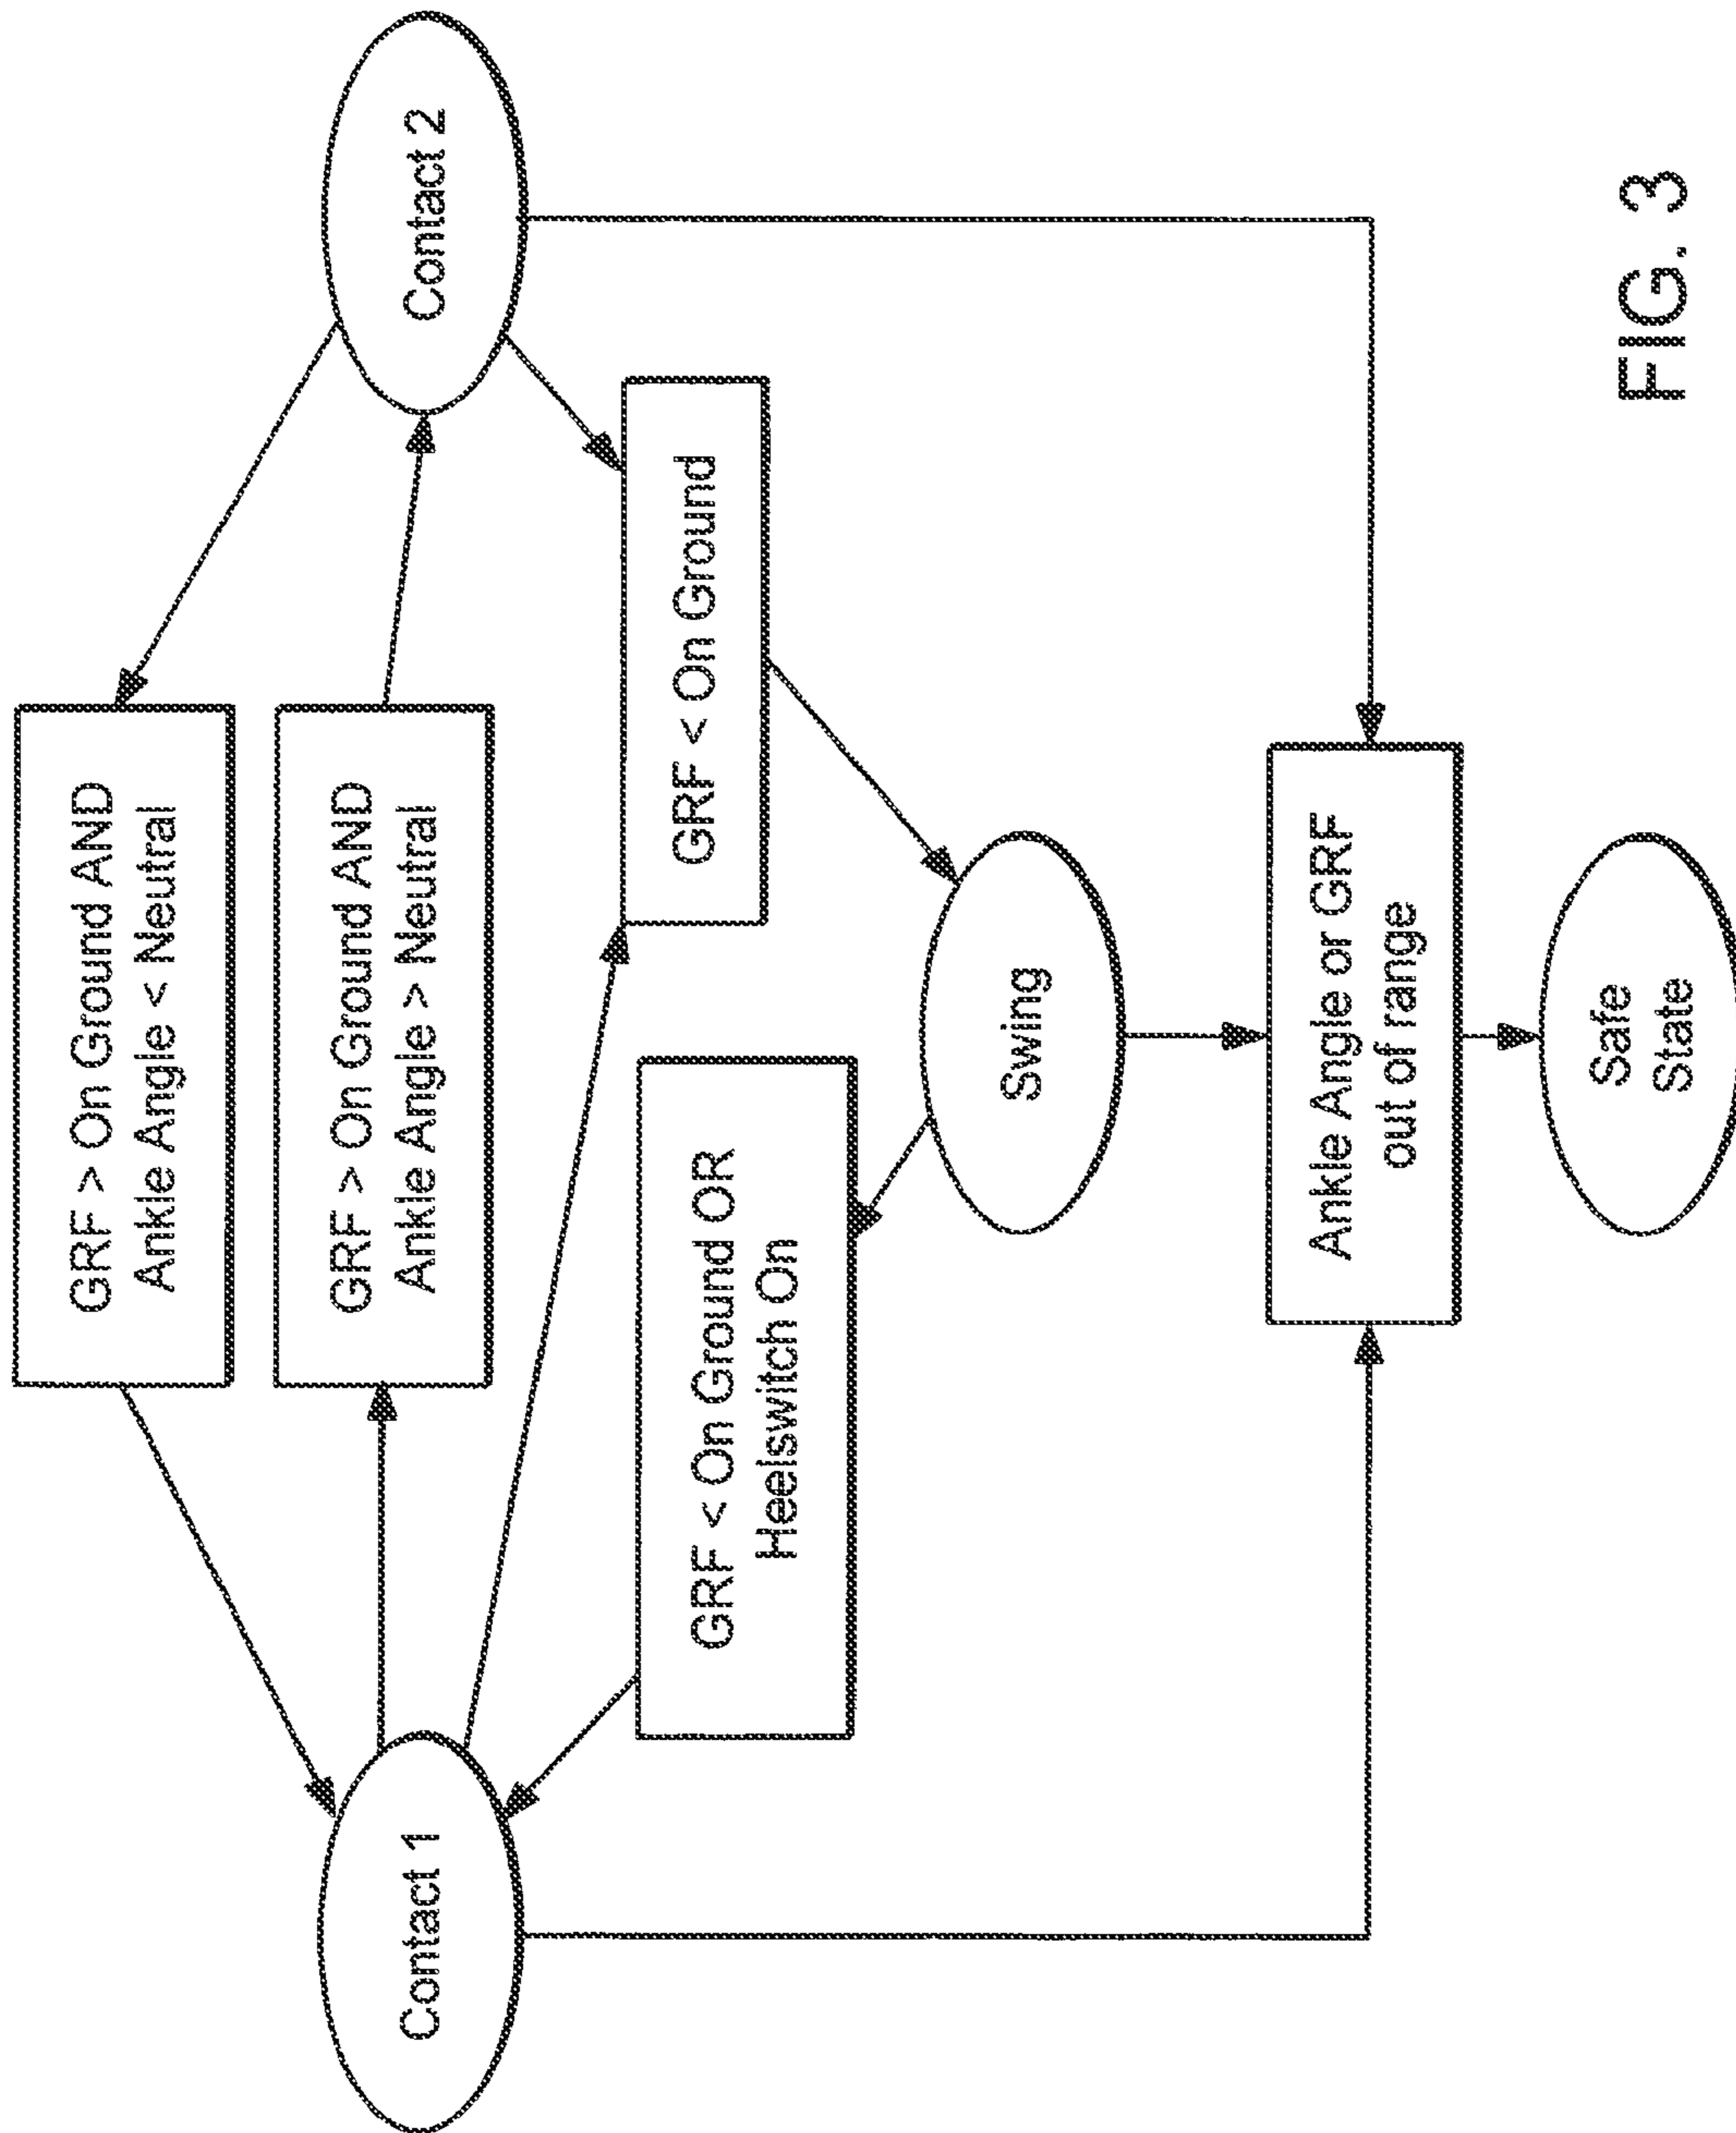 GRF > On Ground AND
Ankle Angle < Neutral
GRF > On Ground AND
Ankle Angle > Neutral
Contact 1
Contact 2
GRF < On Ground
GRF < On Ground OR
Heelswitch On
Swing
Ankle Angle or GRF
out of range
Safe
State
FIG. 3